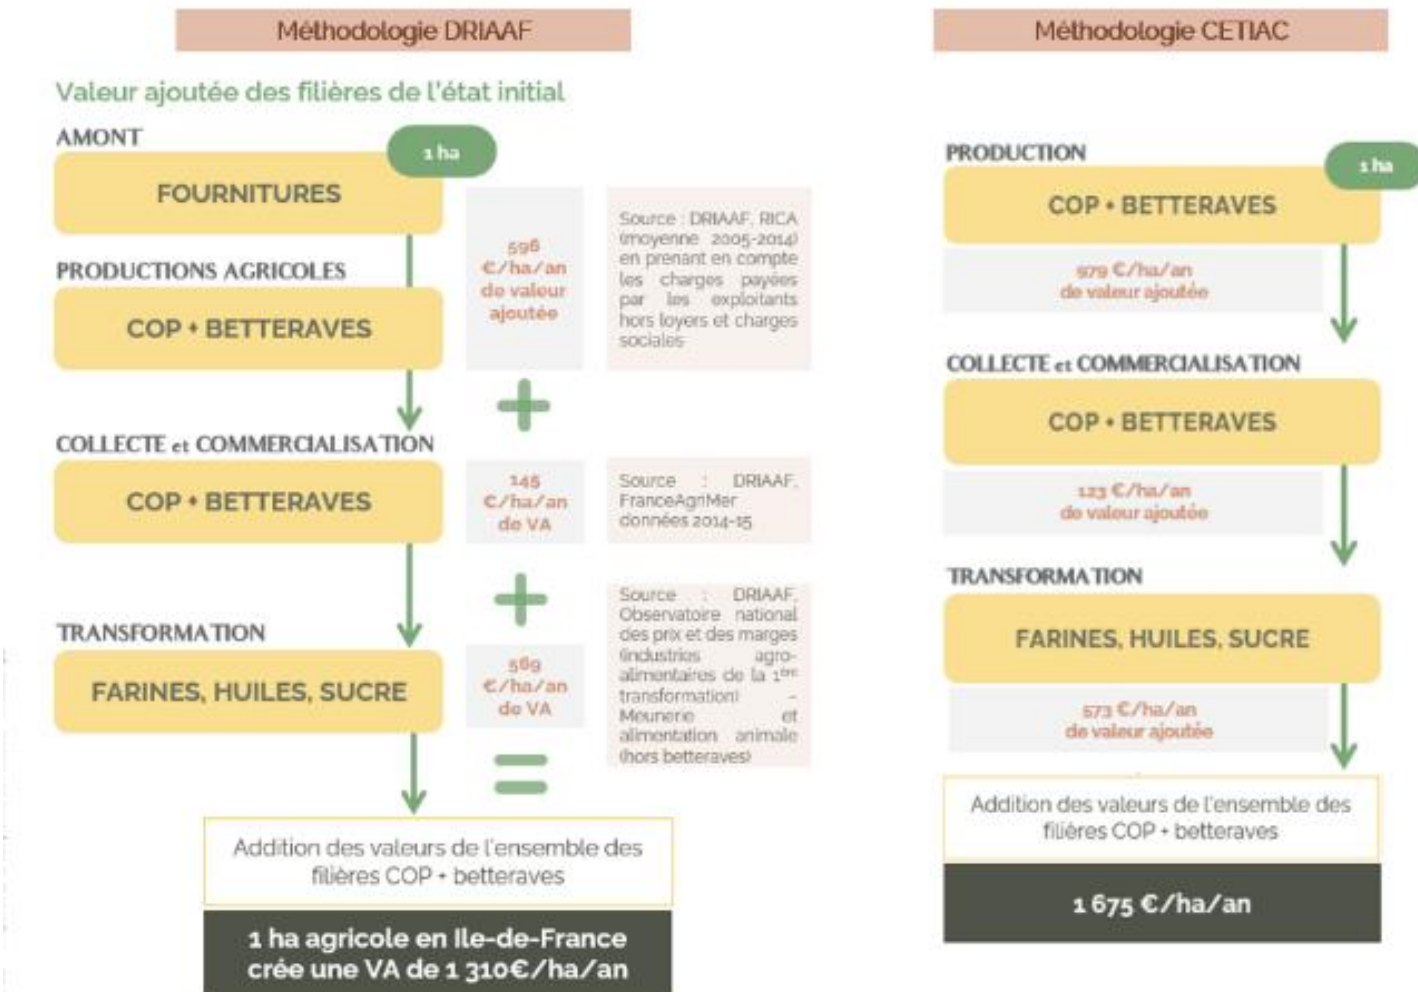 Méthodologie DRIAAF
Valeur ajoutée des filières de l'état initial
AMONT
1 ha
FOURNITURES
PRODUCTIONS AGRICOLES
COP + BETTERAVES
596
€/ha/an
de valeur
ajoutée
Source : DRIAAF, RICA
(moyenne 2005-2014)
en prenant en compte
les charges payées
par les exploitants
hors loyers et charges
sociales
+
COLLECTE et COMMERCIALISATION
COP + BETTERAVES
145
€/ha/an
de VA
Source : DRIAAF,
FranceAgriMer
données 2014-15
+
TRANSFORMATION
FARINES, HUILES, SUCRE
569
€/ha/an
de VA
Source : DRIAAF,
Observatoire national
des prix et des marges
(industries agro-
alimentaires de la 1ère
transformation) –
Meunerie et
alimentation animale
(hors betteraves)
=
Addition des valeurs de l'ensemble des
filières COP + betteraves
1 ha agricole en Ile-de-France
crée une VA de 1 310€/ha/an
Méthodologie CETIAC
PRODUCTION
1 ha
COP + BETTERAVES
979 €/ha/an
de valeur ajoutée
COLLECTE et COMMERCIALISATION
COP + BETTERAVES
123 €/ha/an
de valeur ajoutée
TRANSFORMATION
FARINES, HUILES, SUCRE
573 €/ha/an
de valeur ajoutée
Addition des valeurs de l'ensemble des
filières COP + betteraves
1 675 €/ha/an